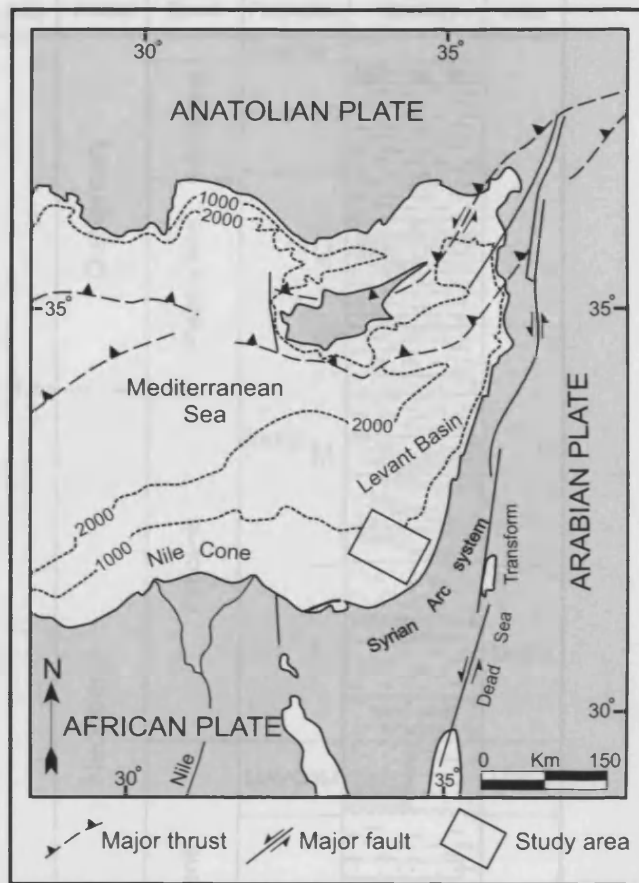 30°
35°
ANATOLIAN PLATE
1000
2000
35°
35°
Mediterranean
Sea
2000
Levant Basin
2000
1000
Nile Cone
Syrian Arc system
Dead Sea Transform
ARABIAN PLATE
N
AFRICAN PLATE
Nile
30°
30°
35°
0 Km 150
Major thrust
Major fault
Study area